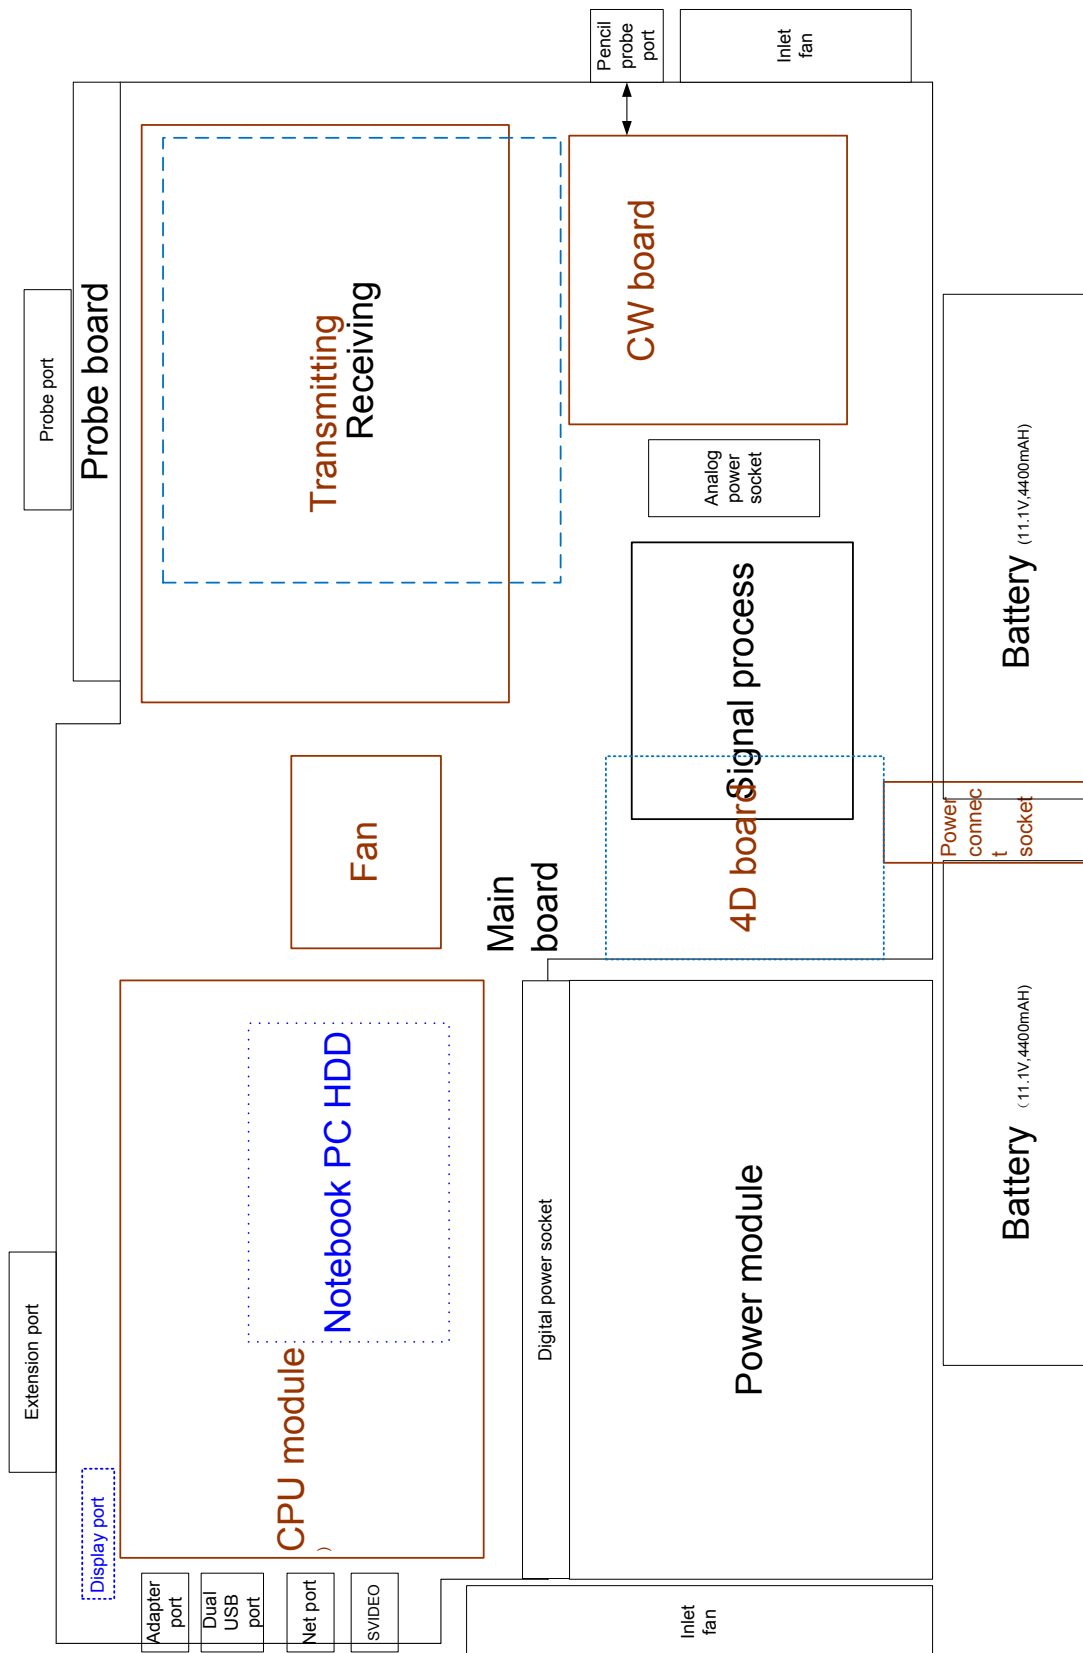 Pencil
probe
port
Inlet
fan
Probe port
Probe board
Transmitting
Receiving
CW board
Analog
power
socket
Signal process
Battery (11.1V,4400mAH)
Fan
Main
board
4D board
Power
connec
t
socket
Notebook PC HDD
CPU module
）
Digital power socket
Power module
Battery （11.1V,4400mAH)
Extension port
Display port
Adapter
port
Dual
USB
port
Net port
SVIDEO
Inlet
fan